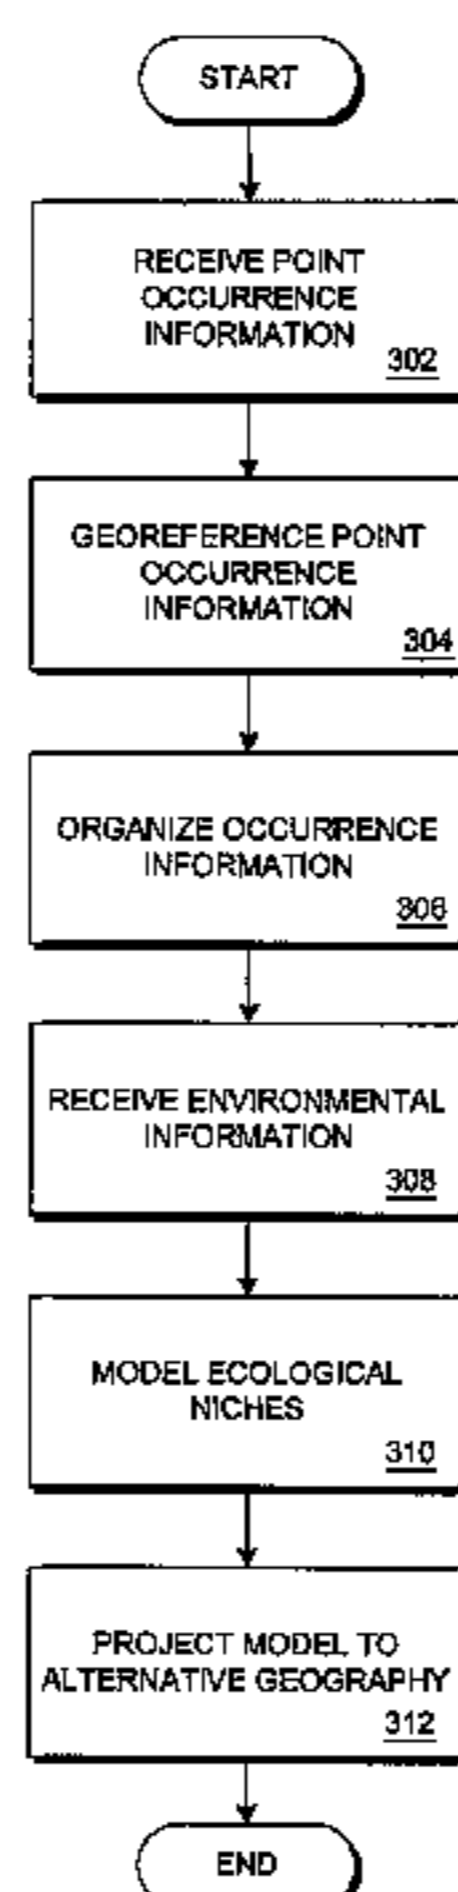 START
RECEIVE POINT
OCCURRENCE
INFORMATION
302
GEOREFERENCE POINT
OCCURRENCE
INFORMATION
304
ORGANIZE OCCURRENCE
INFORMATION
306
RECEIVE ENVIRONMENTAL
INFORMATION
308
MODEL ECOLOGICAL
NICHES
310
PROJECT MODEL TO
ALTERNATIVE GEOGRAPHY
312
END